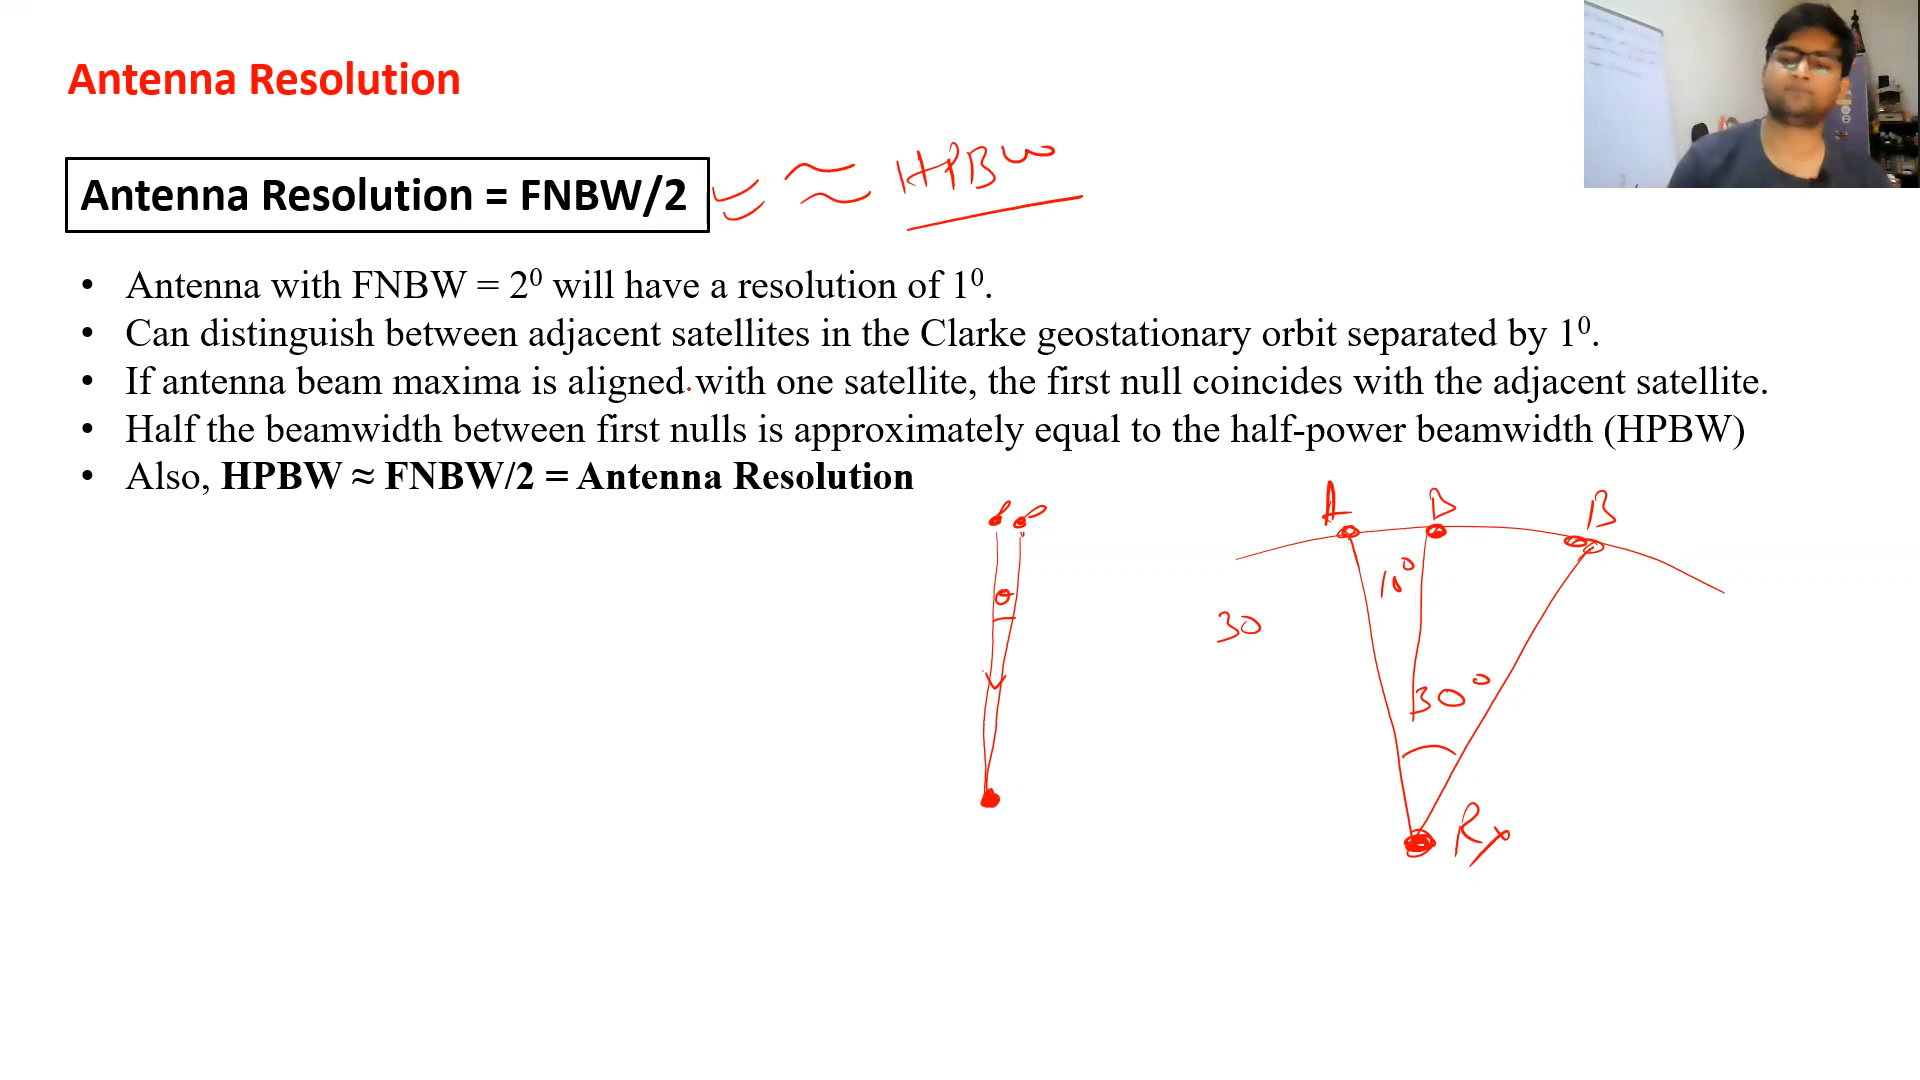 Antenna Resolution
Antenna Resolution = FNBW/2 ≈ HPBW
• Antenna with FNBW = 2⁰ will have a resolution of 1⁰.
• Can distinguish between adjacent satellites in the Clarke geostationary orbit separated by 1⁰.
• If antenna beam maxima is aligned with one satellite, the first null coincides with the adjacent satellite.
• Half the beamwidth between first nulls is approximately equal to the half-power beamwidth (HPBW)
• Also, HPBW ≈ FNBW/2 = Antenna Resolution
A B
10⁰
θ
30
30⁰
Rx